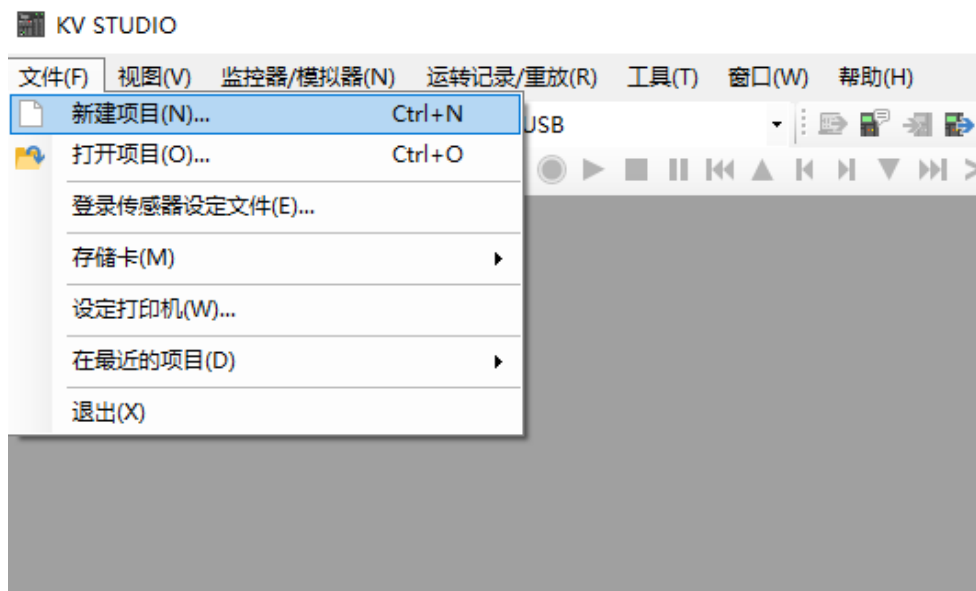 KV STUDIO
文件(F) 视图(V) 监控器/模拟器(N) 运转记录/重放(R) 工具(T) 窗口(W) 帮助(H)
新建项目(N)... Ctrl+N
USB
打开项目(O)... Ctrl+O
登录传感器设定文件(E)...
存储卡(M)
设定打印机(W)...
在最近的项目(D)
退出(X)